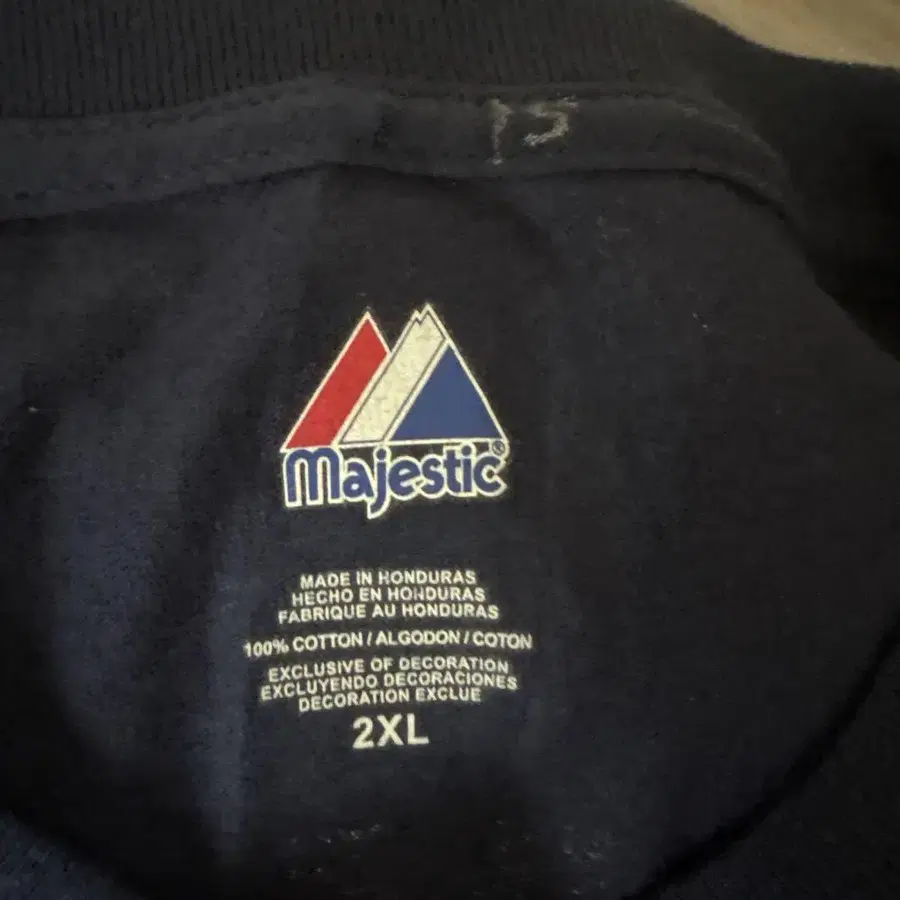 15
Majestic®
MADE IN HONDURAS
HECHO EN HONDURAS
FABRIQUE AU HONDURAS
100% COTTON / ALGODON / COTON
EXCLUSIVE OF DECORATION
EXCLUYENDO DECORACIONES
DECORATION EXCLUE
2XL